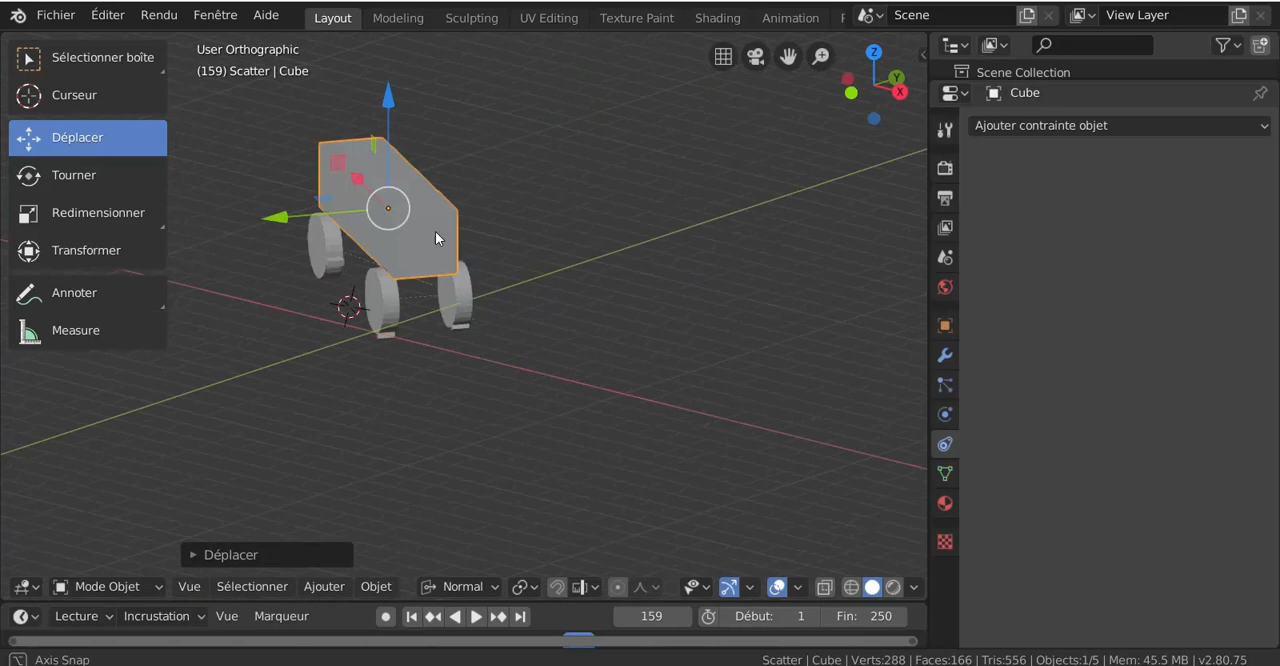 Fichier Éditer Rendu Fenêtre Aide Layout Modeling Sculpting UV Editing Texture Paint Shading Animation Scene View Layer
Sélectionner boîte
Curseur
Déplacer
Tourner
Redimensionner
Transformer
Annoter
Measure
User Orthographic
(159) Scatter | Cube
Z
Y
X
Scene Collection
Cube
Ajouter contrainte objet
Déplacer
Mode Objet Vue Sélectionner Ajouter Objet Normal
Lecture Incrustation Vue Marqueur 159 Début: 1 Fin: 250
Axis Snap Scatter | Cube | Verts:288 | Faces:166 | Tris:556 | Objects:1/5 | Mem: 45.5 MB | v2.80.75